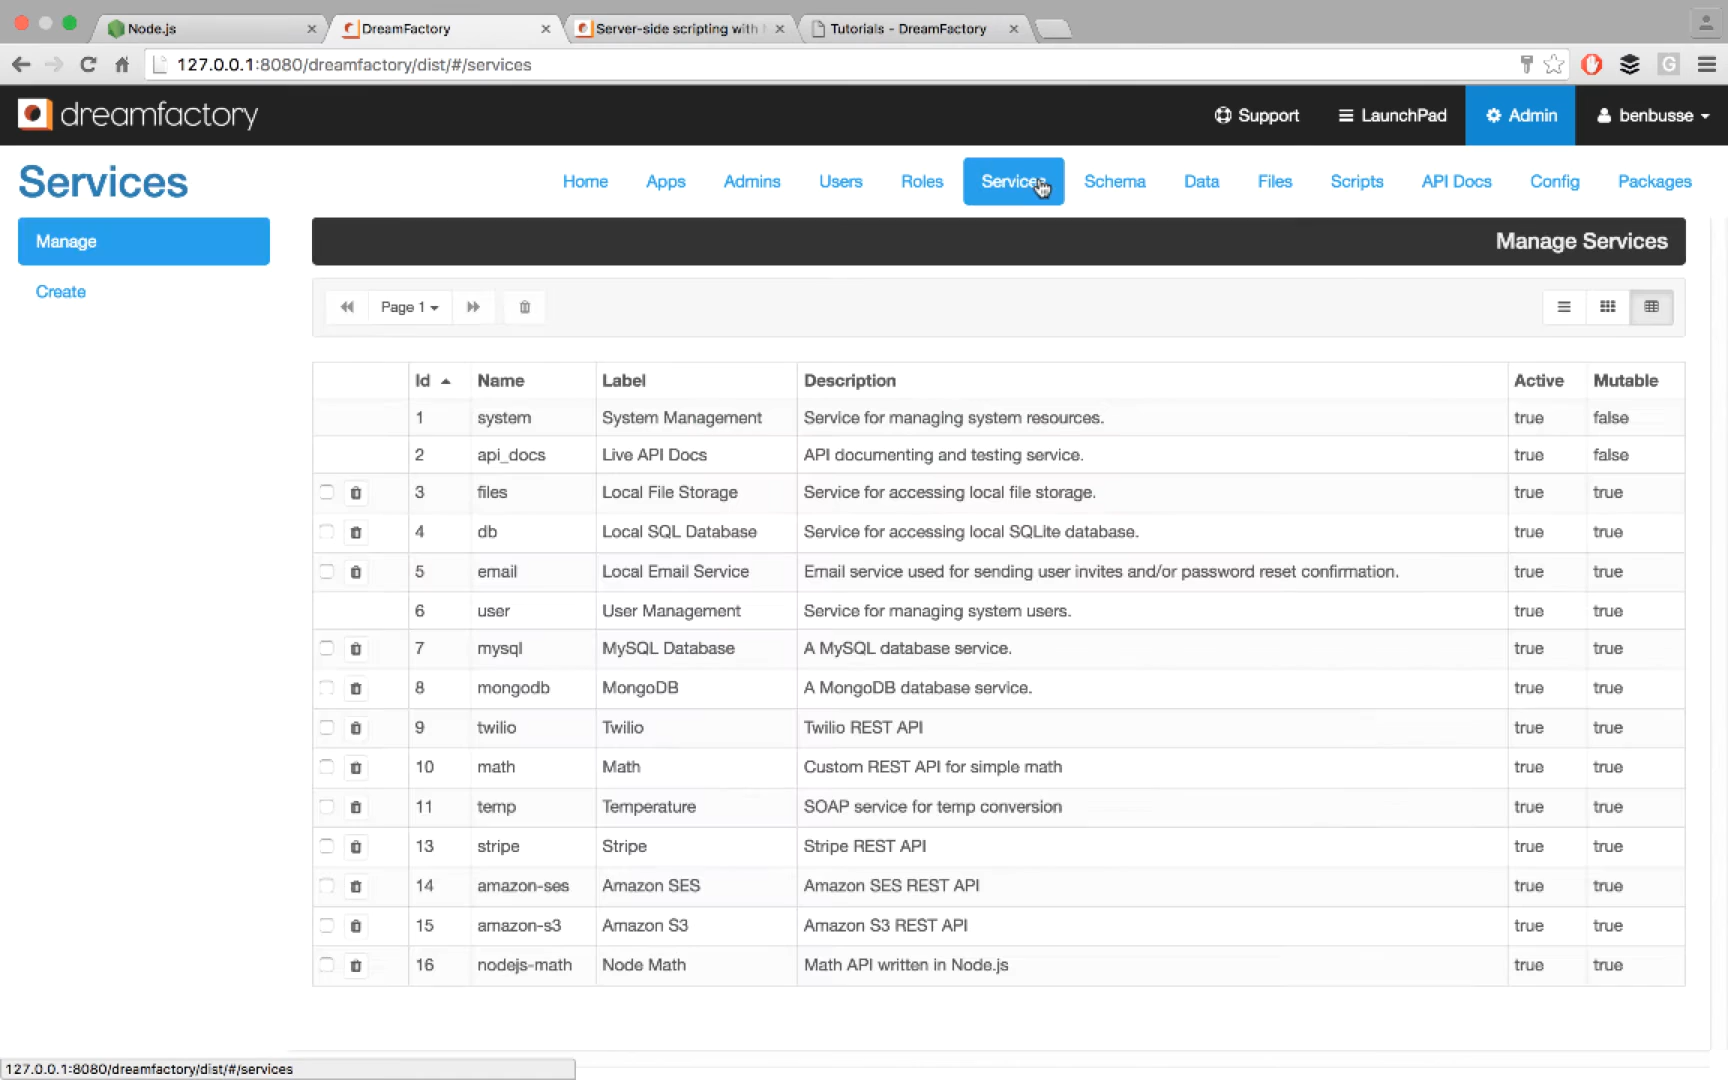 Node.js
DreamFactory
Server-side scripting with
Tutorials - DreamFactory
127.0.0.1:8080/dreamfactory/dist/#/services
G
dreamfactory
Support
LaunchPad
Admin
benbusse
Services
Home
Apps
Admins
Users
Roles
Services
Schema
Data
Files
Scripts
API Docs
Config
Packages
Manage
Create
Manage Services
Page 1
Id Name Label Description Active Mutable
1 system System Management Service for managing system resources. true false
2 api_docs Live API Docs API documenting and testing service. true false
3 files Local File Storage Service for accessing local file storage. true true
4 db Local SQL Database Service for accessing local SQLite database. true true
5 email Local Email Service Email service used for sending user invites and/or password reset confirmation. true true
6 user User Management Service for managing system users. true true
7 mysql MySQL Database A MySQL database service. true true
8 mongodb MongoDB A MongoDB database service. true true
9 twilio Twilio Twilio REST API true true
10 math Math Custom REST API for simple math true true
11 temp Temperature SOAP service for temp conversion true true
13 stripe Stripe Stripe REST API true true
14 amazon-ses Amazon SES Amazon SES REST API true true
15 amazon-s3 Amazon S3 Amazon S3 REST API true true
16 nodejs-math Node Math Math API written in Node.js true true
127.0.0.1:8080/dreamfactory/dist/#/services